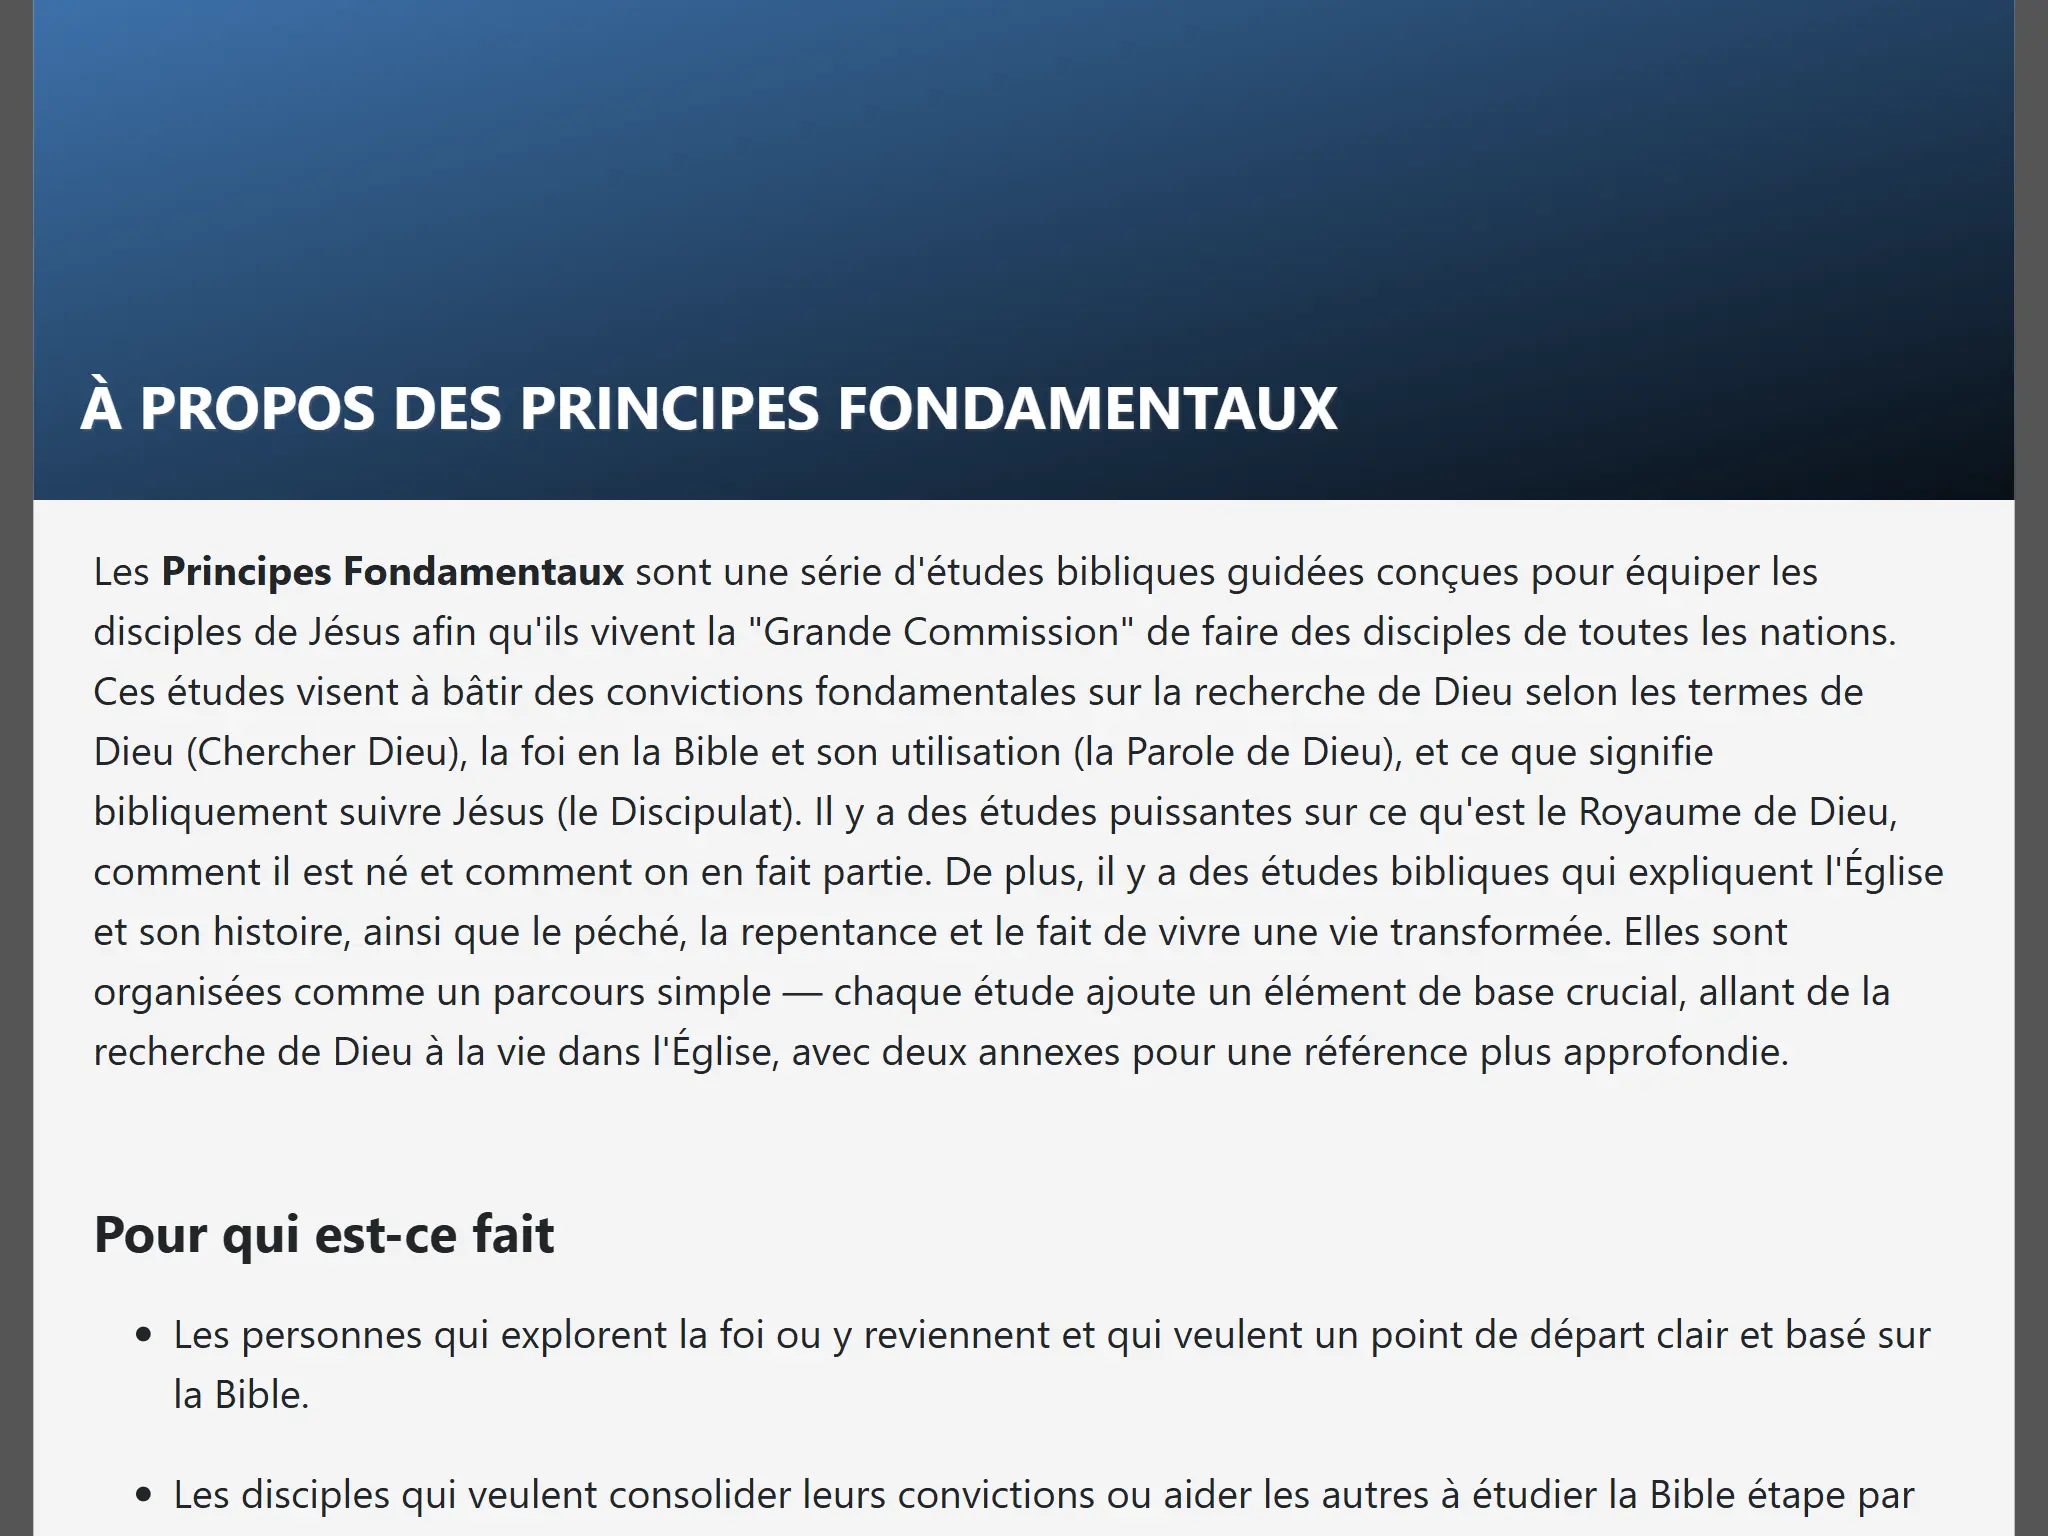 À PROPOS DES PRINCIPES FONDAMENTAUX
Les Principes Fondamentaux sont une série d'études bibliques guidées conçues pour équiper les
disciples de Jésus afin qu'ils vivent la "Grande Commission" de faire des disciples de toutes les nations.
Ces études visent à bâtir des convictions fondamentales sur la recherche de Dieu selon les termes de
Dieu (Chercher Dieu), la foi en la Bible et son utilisation (la Parole de Dieu), et ce que signifie
bibliquement suivre Jésus (le Discipulat). Il y a des études puissantes sur ce qu'est le Royaume de Dieu,
comment il est né et comment on en fait partie. De plus, il y a des études bibliques qui expliquent l'Église
et son histoire, ainsi que le péché, la repentance et le fait de vivre une vie transformée. Elles sont
organisées comme un parcours simple — chaque étude ajoute un élément de base crucial, allant de la
recherche de Dieu à la vie dans l'Église, avec deux annexes pour une référence plus approfondie.
Pour qui est-ce fait
• Les personnes qui explorent la foi ou y reviennent et qui veulent un point de départ clair et basé sur
la Bible.
• Les disciples qui veulent consolider leurs convictions ou aider les autres à étudier la Bible étape par